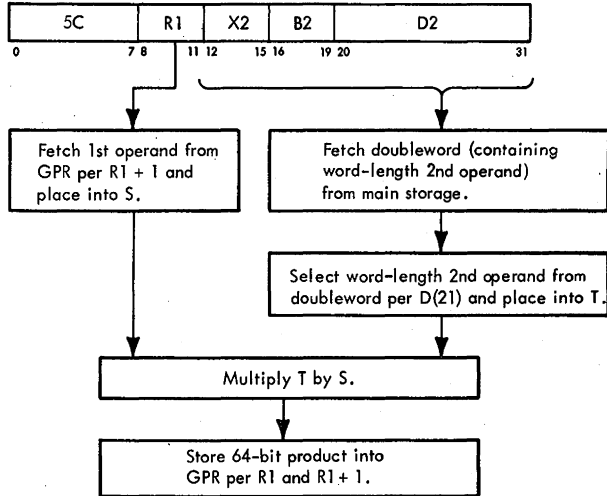 5C R1 X2 B2 D2
0 7 8 11 12 15 16 19 20 31
Fetch 1st operand from
GPR per R1 + 1 and
place into S.
Fetch doubleword (containing
word-length 2nd operand)
from main storage.
Select word-length 2nd operand from
doubleword per D(21) and place into T.
Multiply T by S.
Store 64-bit product into
GPR per R1 and R1 + 1.